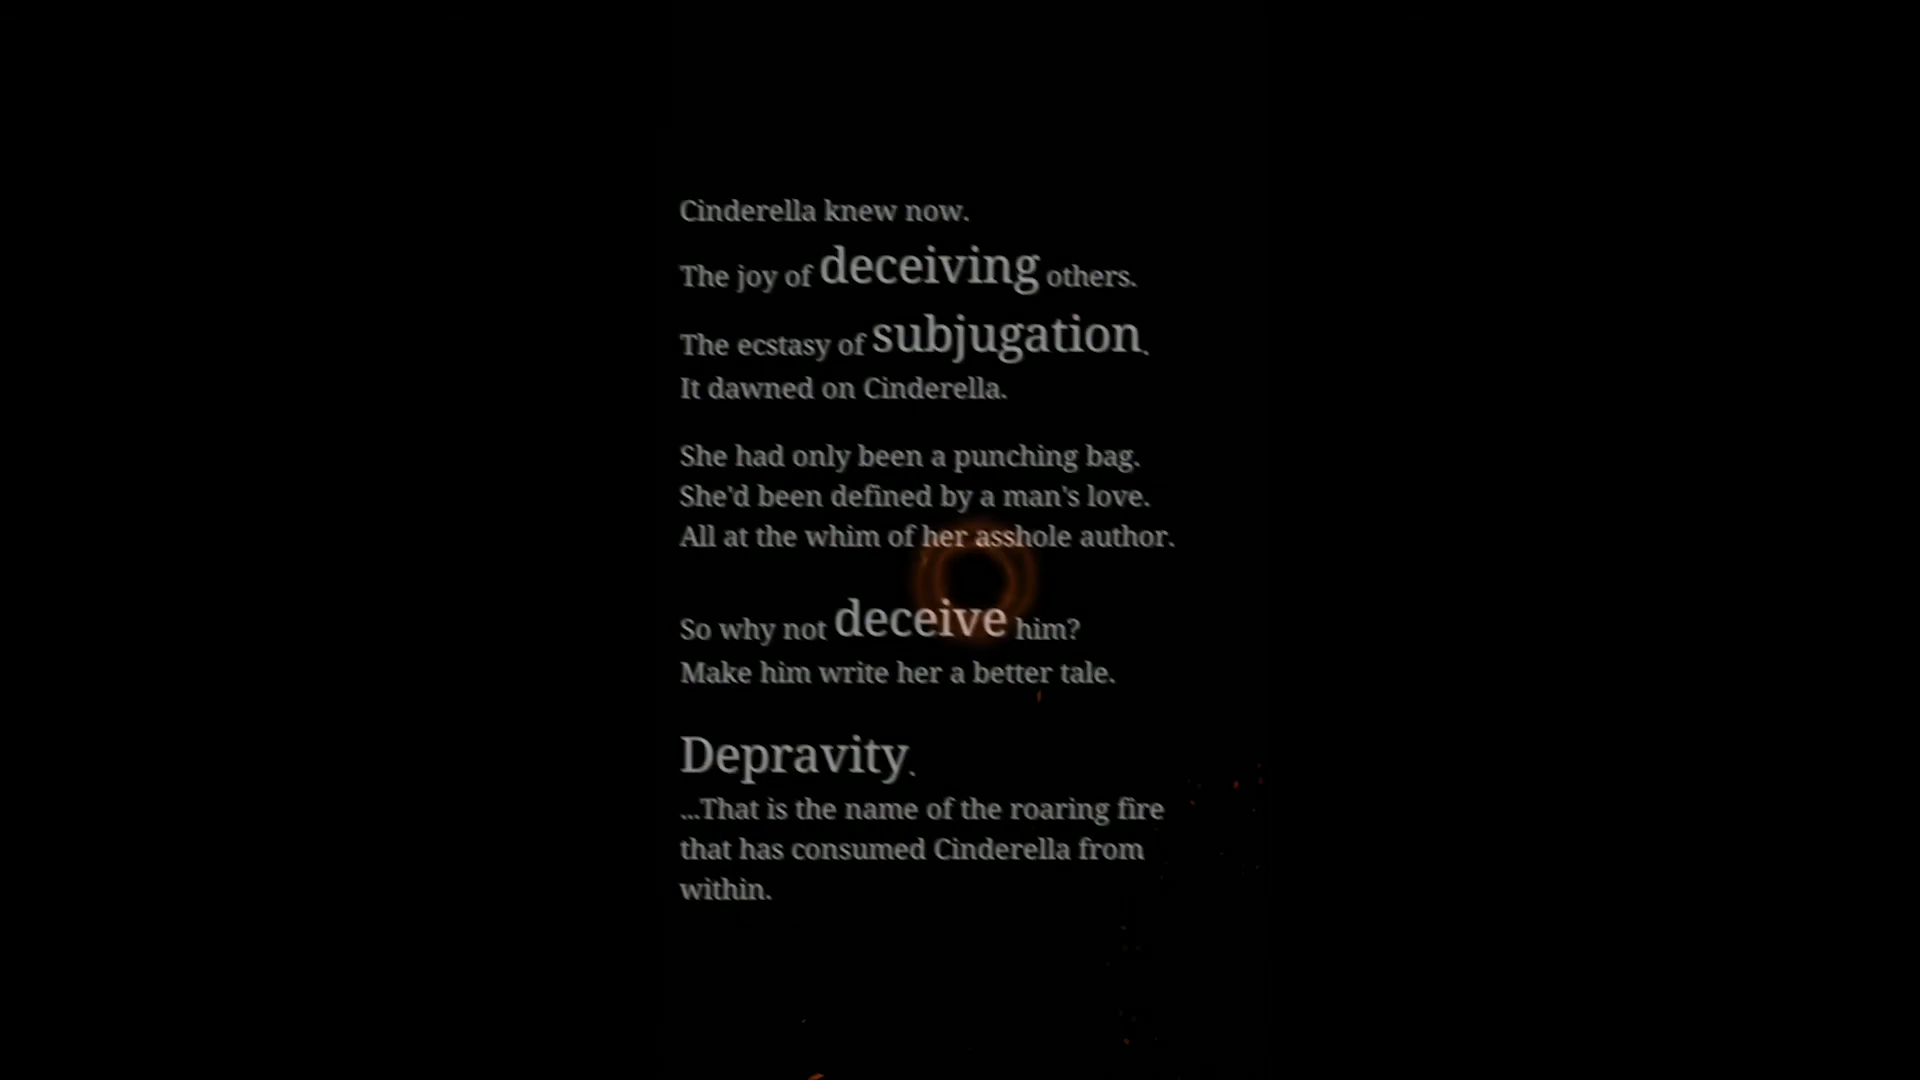 Cinderella knew now.
The joy of deceiving others.
The ecstasy of subjugation.
It dawned on Cinderella.
She had only been a punching bag.
She'd been defined by a man's love.
All at the whim of her asshole author.
So why not deceive him?
Make him write her a better tale.
Depravity.
...That is the name of the roaring fire
that has consumed Cinderella from
within.